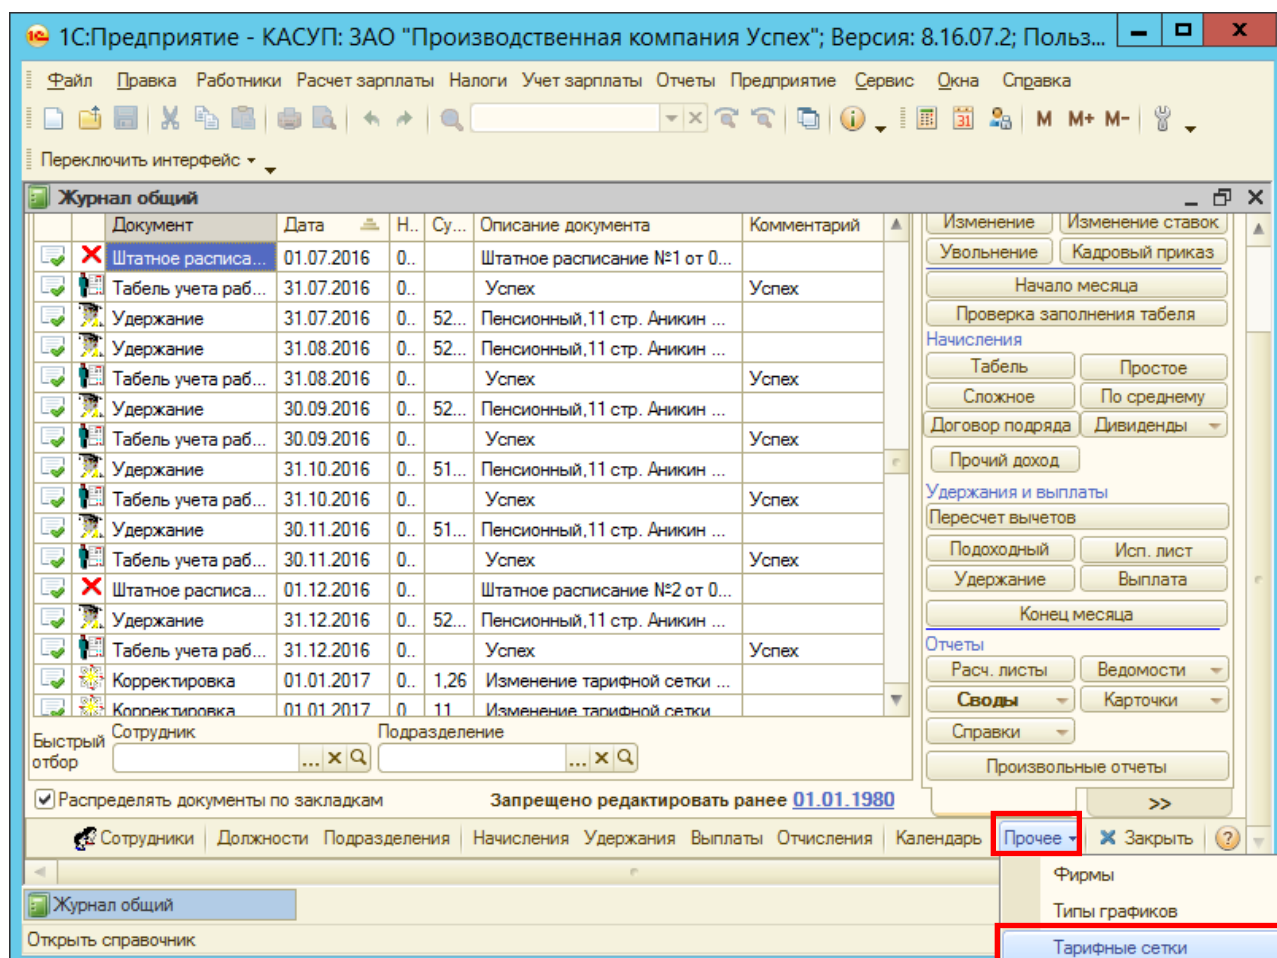 1С:Предприятие - КАСУП: ЗАО "Производственная компания Успех"; Версия: 8.16.07.2; Польз...
Файл Правка Работники Расчет зарплаты Налоги Учет зарплаты Отчеты Предприятие Сервис Окна Справка
31 M M+ M-
Переключить интерфейс
Журнал общий
Документ Дата Н.. Су... Описание документа Комментарий
Штатное расписа... 01.07.2016 0.. Штатное расписание №1 от 0...
Табель учета раб... 31.07.2016 0.. Успех Успех
Удержание 31.07.2016 0.. 52... Пенсионный,11 стр. Аникин ...
Удержание 31.08.2016 0.. 52... Пенсионный,11 стр. Аникин ...
Табель учета раб... 31.08.2016 0.. Успех Успех
Удержание 30.09.2016 0.. 52... Пенсионный,11 стр. Аникин ...
Табель учета раб... 30.09.2016 0.. Успех Успех
Удержание 31.10.2016 0.. 51... Пенсионный,11 стр. Аникин ...
Табель учета раб... 31.10.2016 0.. Успех Успех
Удержание 30.11.2016 0.. 51... Пенсионный,11 стр. Аникин ...
Табель учета раб... 30.11.2016 0.. Успех Успех
Штатное расписа... 01.12.2016 0.. Штатное расписание №2 от 0...
Удержание 31.12.2016 0.. 52... Пенсионный,11 стр. Аникин ...
Табель учета раб... 31.12.2016 0.. Успех Успех
Корректировка 01.01.2017 0.. 1,26 Изменение тарифной сетки ...
Корректировка 01.01.2017 0 11 Изменение тарифной сетки
Изменение Изменение ставок
Увольнение Кадровый приказ
Начало месяца
Проверка заполнения табеля
Начисления
Табель Простое
Сложное По среднему
Договор подряда Дивиденды
Прочий доход
Удержания и выплаты
Пересчет вычетов
Подоходный Исп. лист
Удержание Выплата
Конец месяца
Отчеты
Расч. листы Ведомости
Своды Карточки
Справки
Произвольные отчеты
>>
Быстрый отбор Сотрудник ... Подразделение ...
Распределять документы по закладкам Запрещено редактировать ранее 01.01.1980
Сотрудники Должности Подразделения Начисления Удержания Выплаты Отчисления Календарь Прочее Закрыть ?
Фирмы
Типы графиков
Тарифные сетки
Журнал общий
Открыть справочник